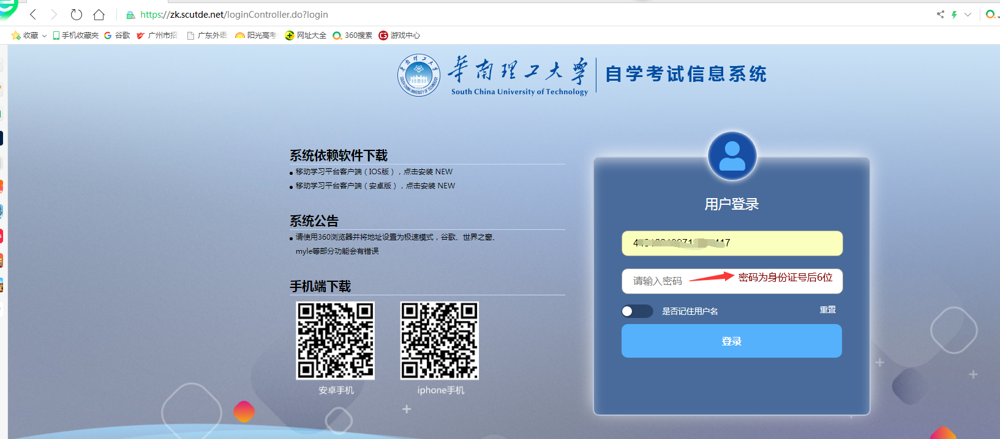 https://zk.scutde.net/loginController.do?login
收藏 手机收藏夹 谷歌 广州市招 广东外语 阳光高考 网址大全 360搜索 游戏中心
华南理工大学
South China University of Technology
自学考试信息系统
系统依赖软件下载
移动学习平台客户端（IOS版），点击安装 NEW
移动学习平台客户端（安卓版），点击安装 NEW
系统公告
请使用360浏览器并将地址设置为极速模式，谷歌、世界之窗、
myle等部分功能会有错误
手机端下载
安卓手机
iphone手机
用户登录
请输入密码
密码为身份证号后6位
是否记住用户名
重置
登录